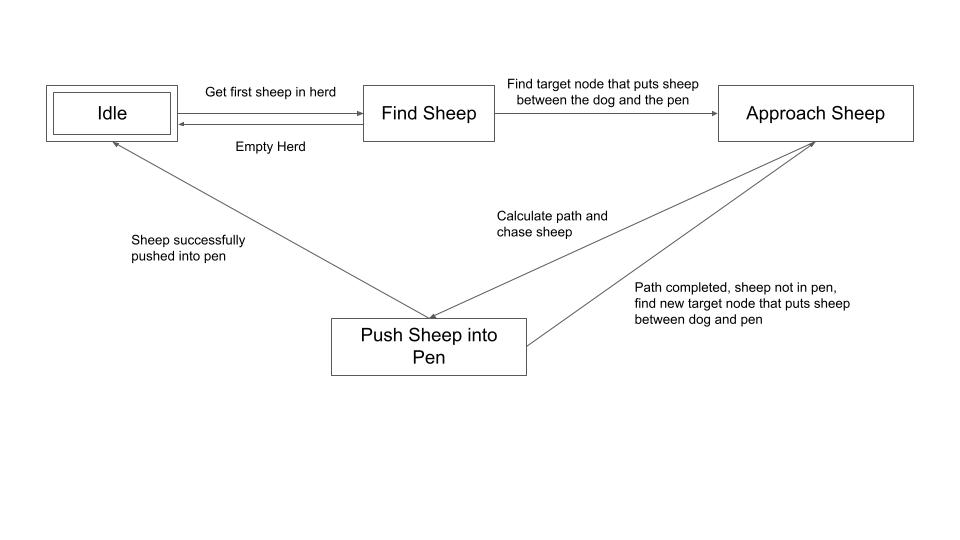 Get first sheep in herd
Find target node that puts sheep
between the dog and the pen
Idle
Find Sheep
Approach Sheep
Empty Herd
Calculate path and
chase sheep
Sheep successfully
pushed into pen
Path completed, sheep not in pen,
find new target node that puts sheep
between dog and pen
Push Sheep into
Pen